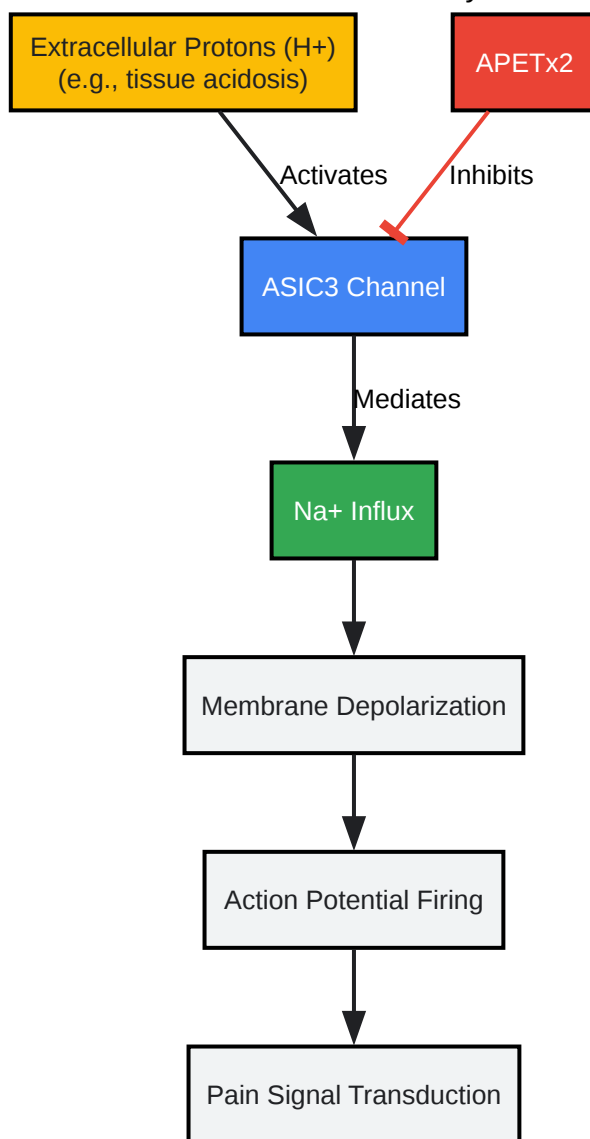 Extracellular Protons (H+)
(e.g., tissue acidosis)
APETx2
Activates
Inhibits
ASIC3 Channel
Mediates
Na+ Influx
Membrane Depolarization
Action Potential Firing
Pain Signal Transduction